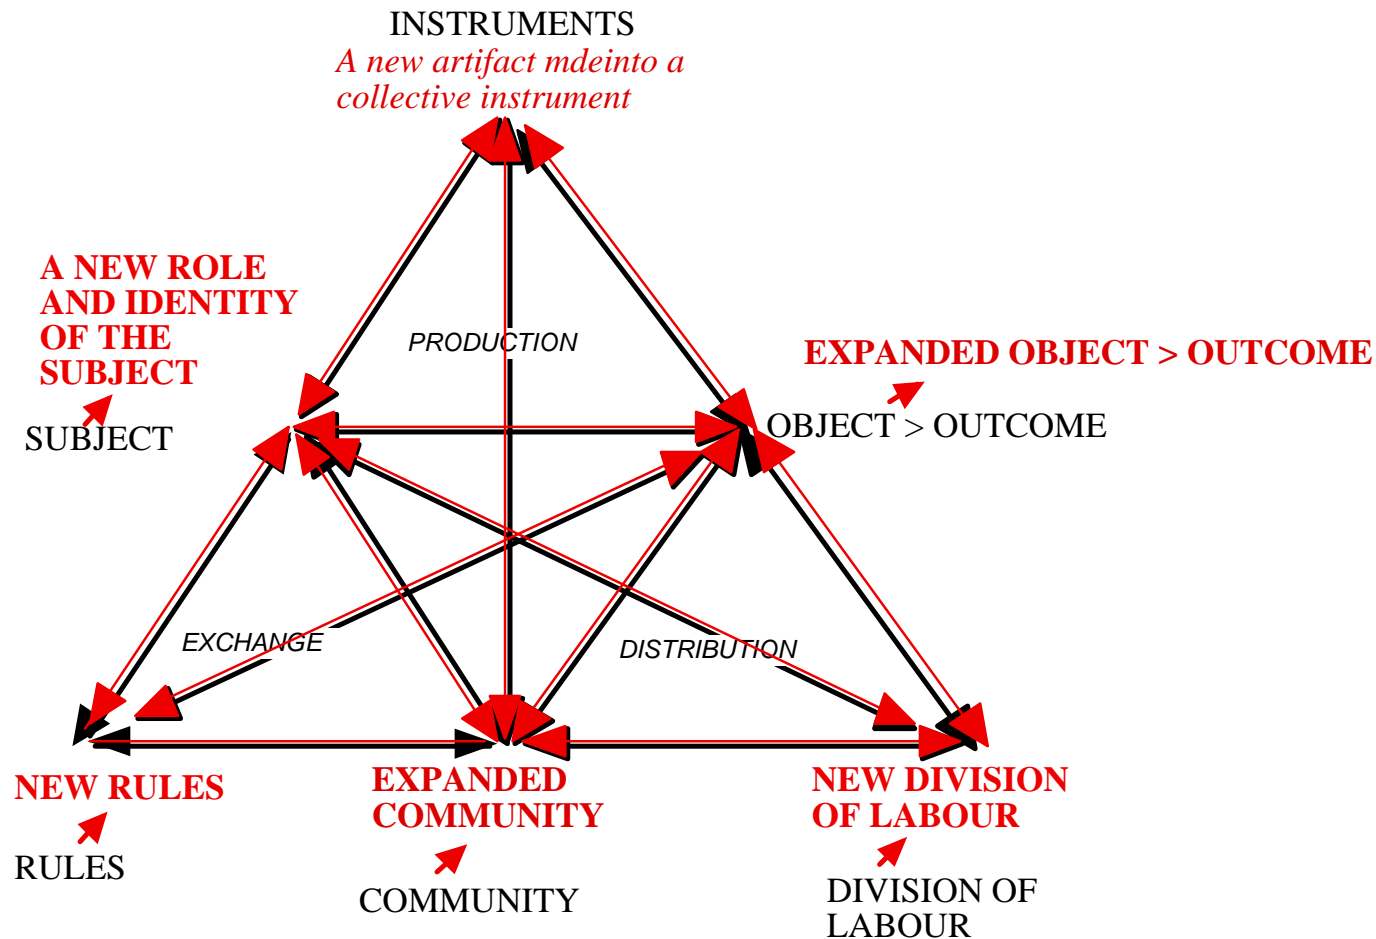 INSTRUMENTS
A new artifact mdeinto a
collective instrument
A NEW ROLE
AND IDENTITY
OF THE
SUBJECT
SUBJECT
PRODUCTION
EXPANDED OBJECT > OUTCOME
OBJECT > OUTCOME
EXCHANGE
DISTRIBUTION
NEW RULES
RULES
EXPANDED
COMMUNITY
COMMUNITY
NEW DIVISION
OF LABOUR
DIVISION OF
LABOUR